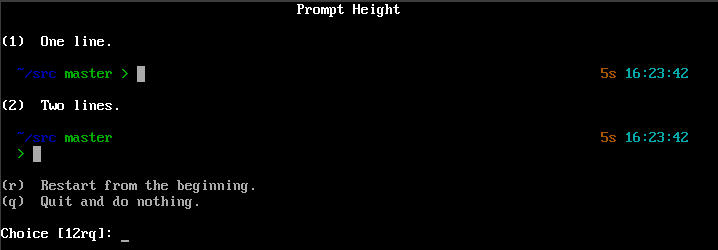 Prompt Height
(1) One line.
~/src master > 5s 16:23:42
(2) Two lines.
~/src master 5s 16:23:42
>
(r) Restart from the beginning.
(q) Quit and do nothing.
Choice [12rq]: _